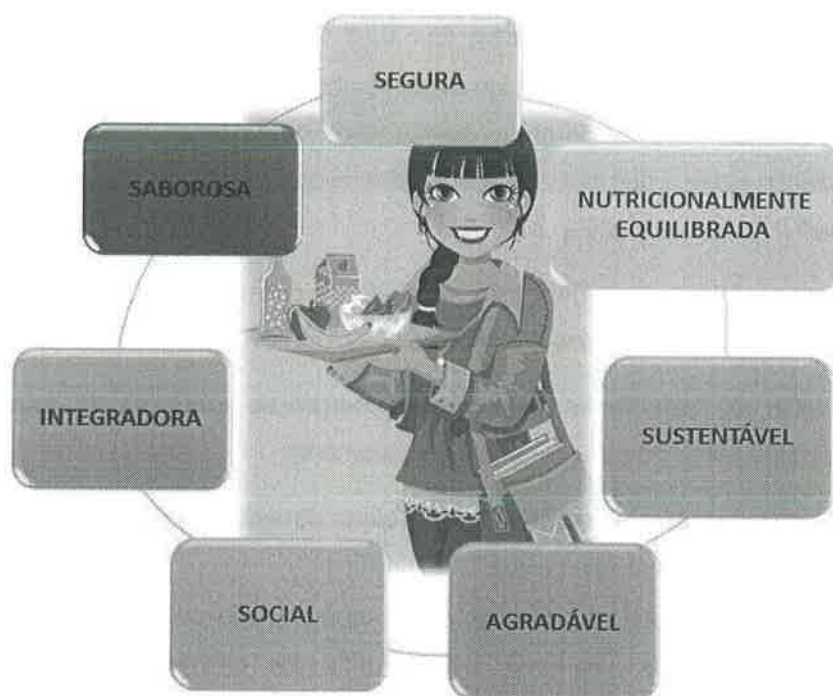 SEGURA
NUTRICIONALMENTE
EQUILIBRADA
SUSTENTÁVEL
AGRADÁVEL
SOCIAL
INTEGRADORA
SABOROSA